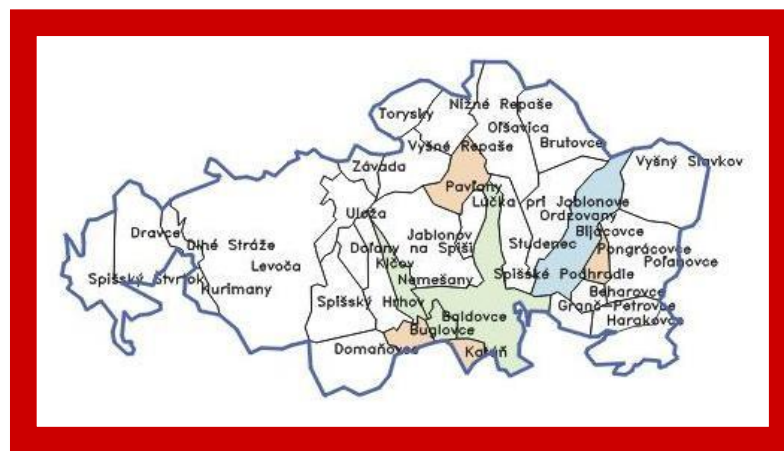 Torysky
Nižné Repaše
Oľšavica
Brutovce
Vyšné Repaše
Závada
Vyšný Slavkov
Pavľany
Lúčka pri Jablonove
Uloža
Ordzovany
Dravce
Dlhé Stráže
Jablonov
Bijacovce
Doľany na Spiši
Studenec
Pongrácovce
Levoča
Klčov
Poľanovce
Spišský Štvrtok
Nemešany
Spišské Podhradie
Kurimany
Beharovce
Spišský Hrhov
Granč-Petrovce
Baldovce
Harakovce
Buglovce
Domaňovce
Katúň